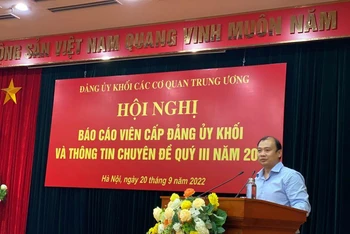 ĐẢNG CỘNG SẢN VIỆT NAM QUANG VINH MUÔN NĂM
ĐẢNG ỦY KHỐI CÁC CƠ QUAN TRUNG ƯƠNG
HỘI NGHỊ
BÁO CÁO VIÊN CẤP ĐẢNG ỦY KHỐI
VÀ THÔNG TIN CHUYÊN ĐỀ QUÝ III NĂM 20
Hà Nội, ngày 20 tháng 9 năm 2022